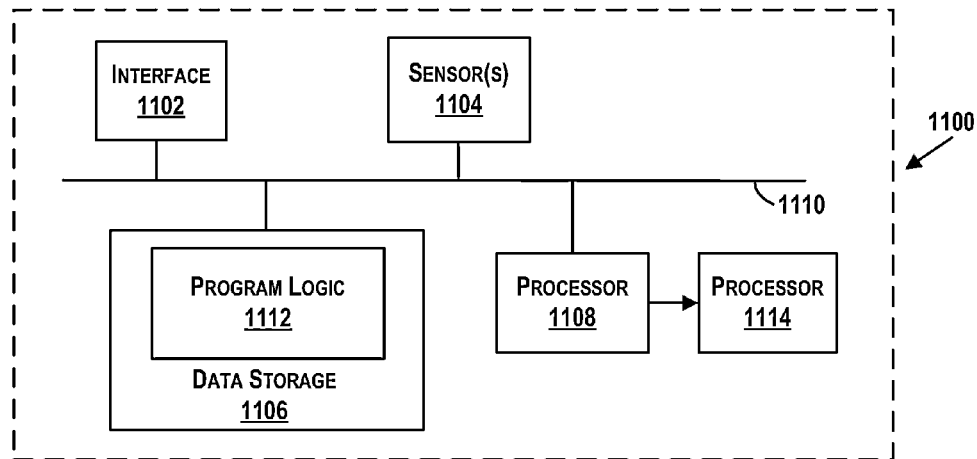 INTERFACE
1102
SENSOR(S)
1104
1100
1110
PROGRAM LOGIC
1112
DATA STORAGE
1106
PROCESSOR
1108
PROCESSOR
1114